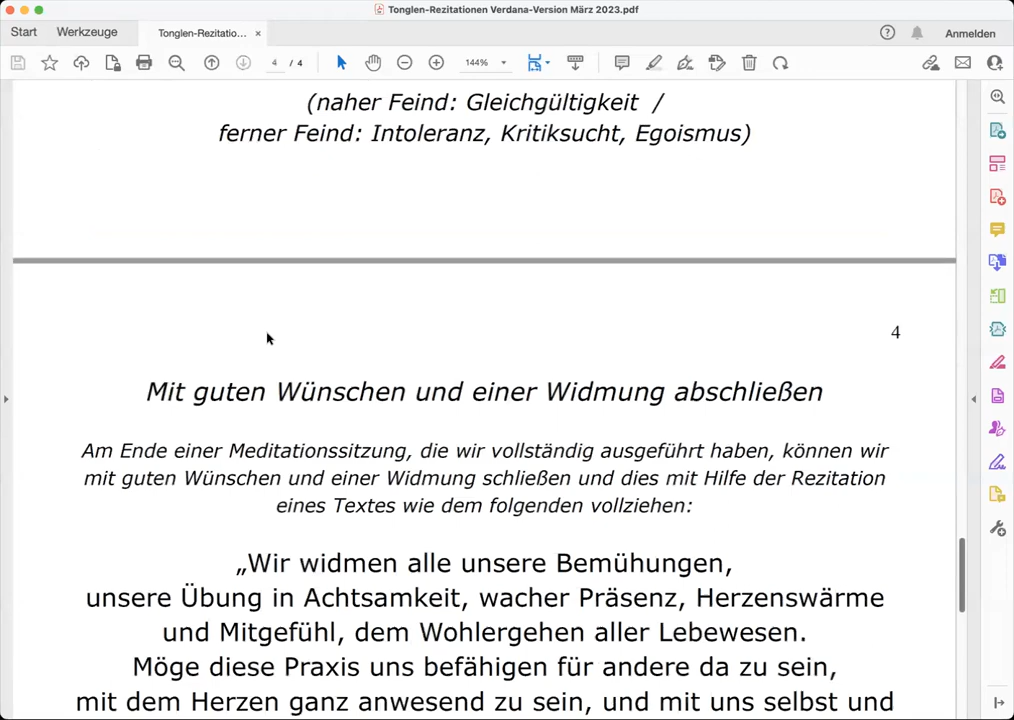 Tonglen-Rezitationen Verdana-Version März 2023.pdf
Start
Werkzeuge
Tonglen-Rezitatio...
Anmelden
4 / 4
144%
(naher Feind: Gleichgültigkeit /
ferner Feind: Intoleranz, Kritiksucht, Egoismus)
4
Mit guten Wünschen und einer Widmung abschließen
Am Ende einer Meditationssitzung, die wir vollständig ausgeführt haben, können wir
mit guten Wünschen und einer Widmung schließen und dies mit Hilfe der Rezitation
eines Textes wie dem folgenden vollziehen:
„Wir widmen alle unsere Bemühungen,
unsere Übung in Achtsamkeit, wacher Präsenz, Herzenswärme
und Mitgefühl, dem Wohlergehen aller Lebewesen.
Möge diese Praxis uns befähigen für andere da zu sein,
mit dem Herzen ganz anwesend zu sein, und mit uns selbst und